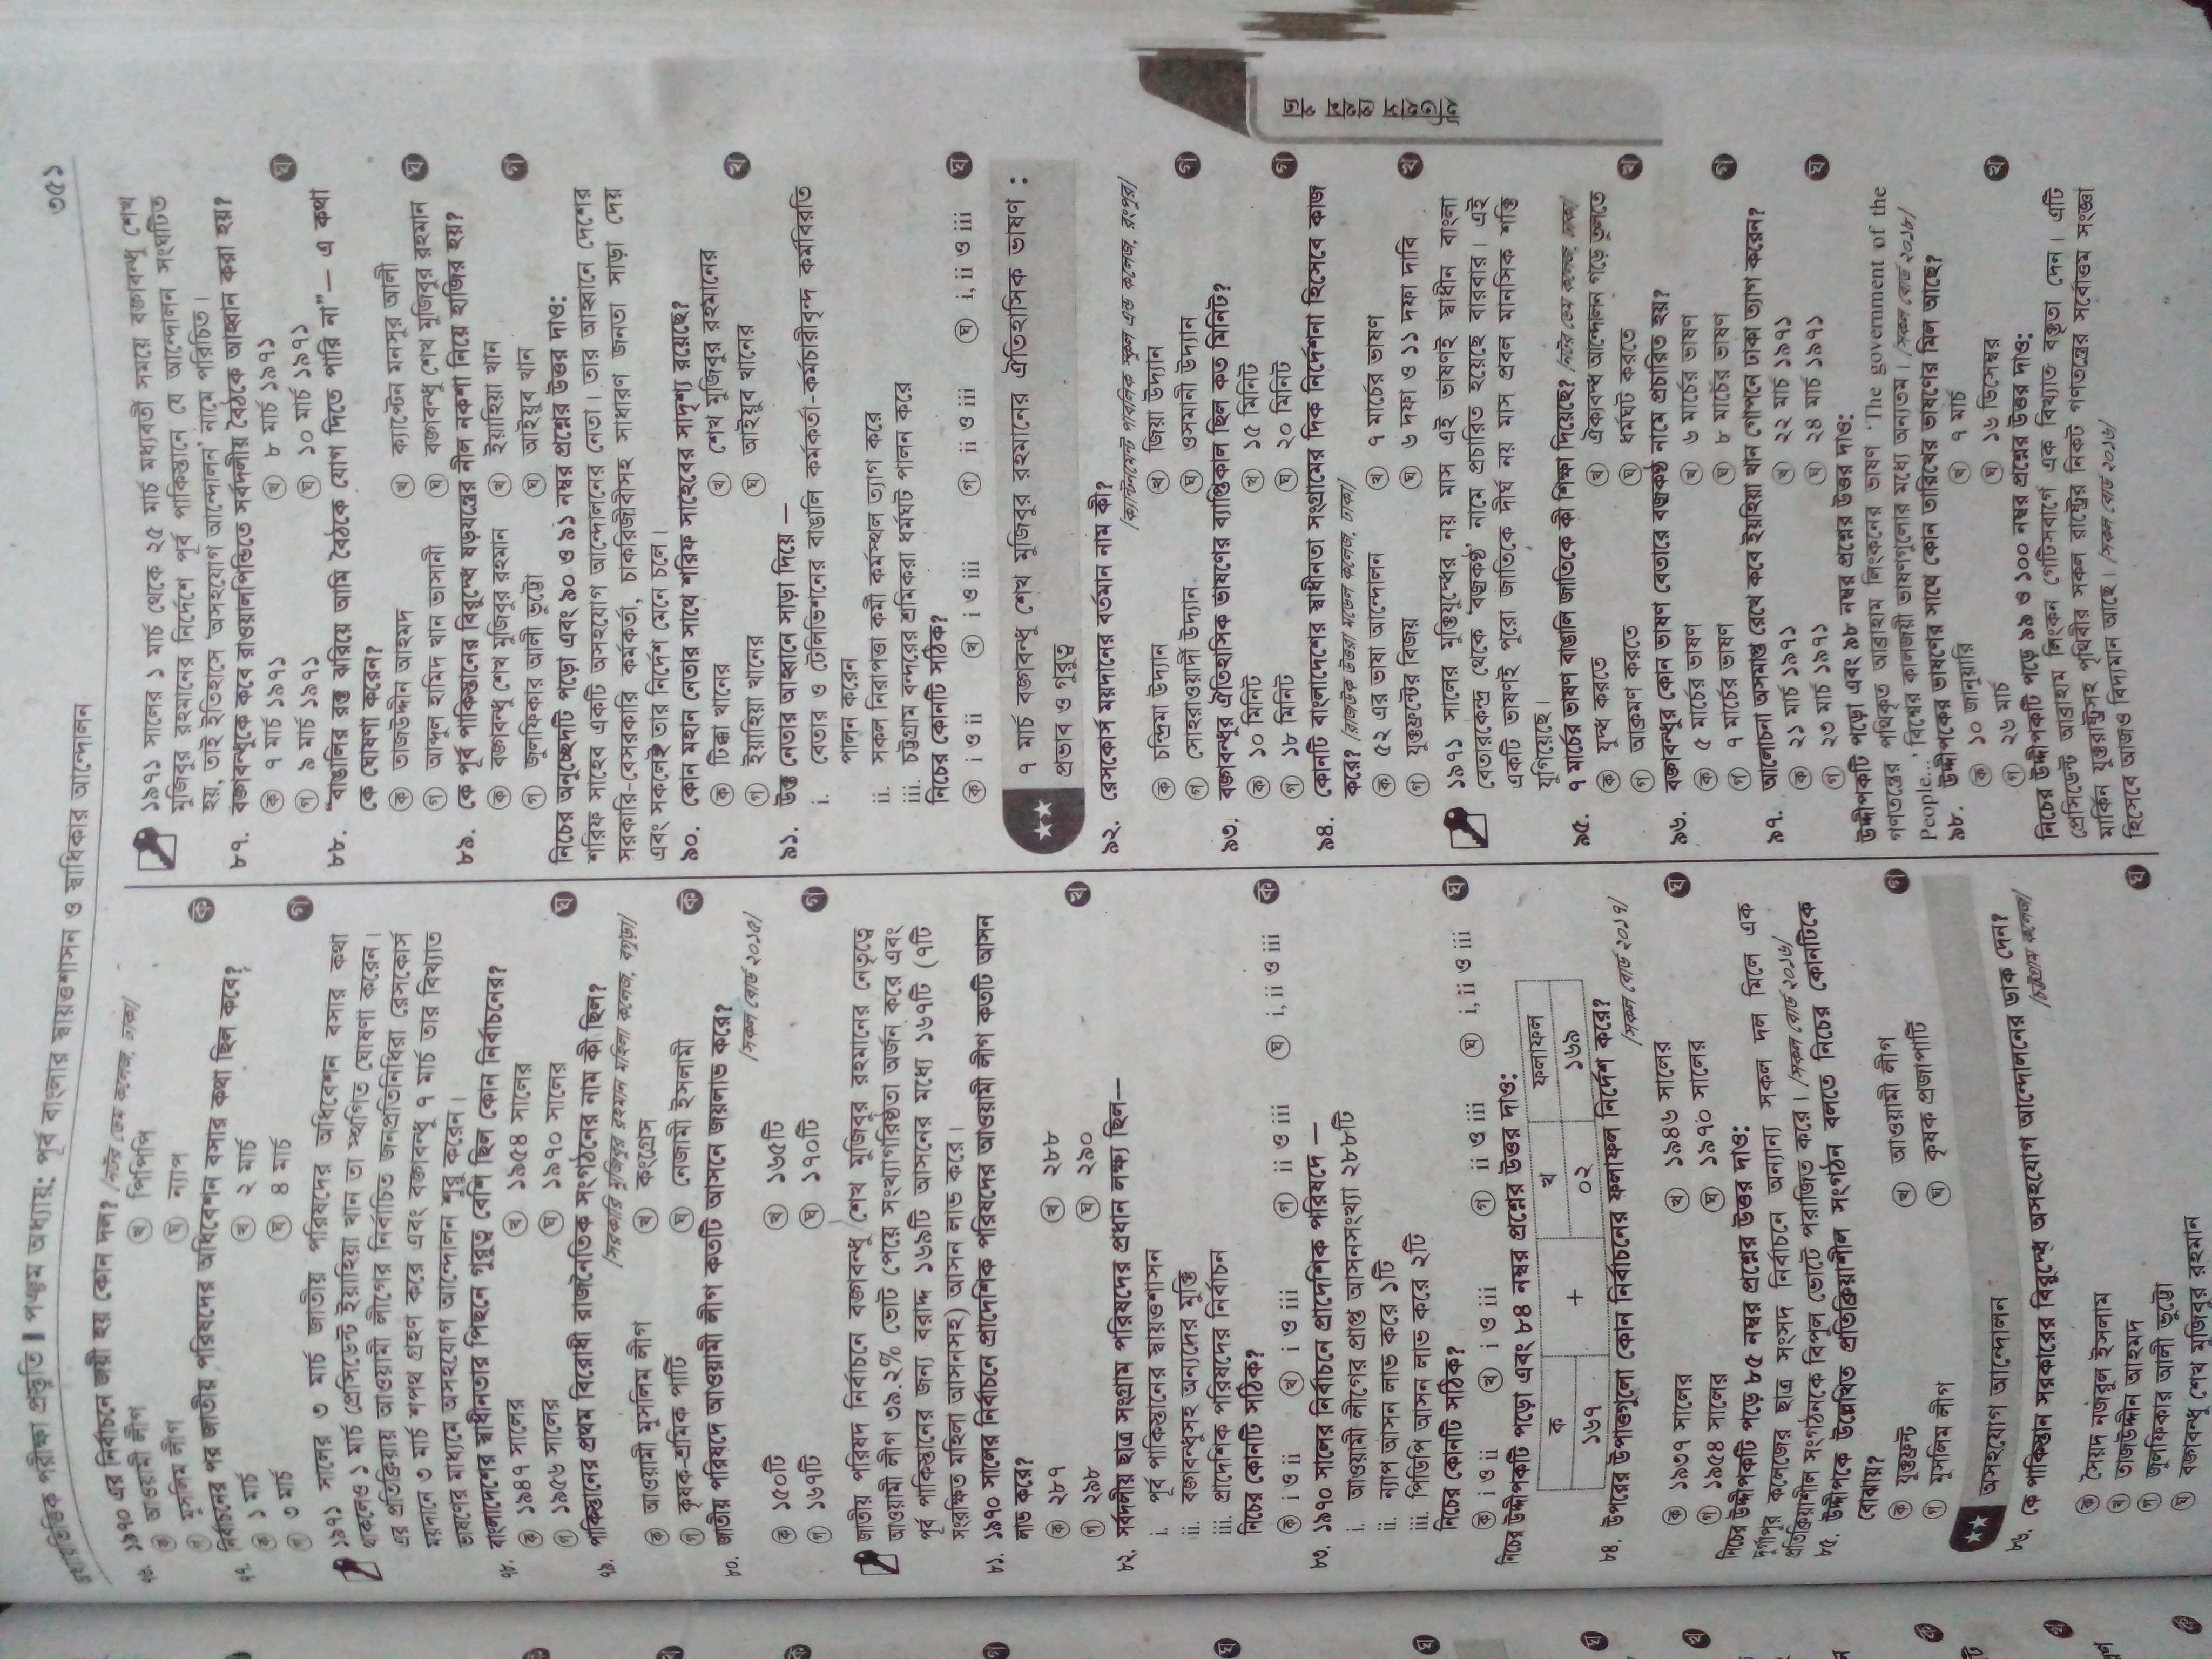 অধ্যায়ভিত্তিক পরীক্ষা প্রস্তুতি | পঞ্চম অধ্যায়: পূর্ব বাংলার স্বায়ত্তশাসন ও স্বাধিকার আন্দোলন
৩৫১
৭৬. ১৯৭০ এর নির্বাচনে জয়ী হয় কোন দল? [নটর ডেম কলেজ, ঢাকা]
ক আওয়ামী লীগ খ পিপিপি
গ মুসলিম লীগ ঘ ন্যাপ ক
৭৭. নির্বাচনের পর জাতীয় পরিষদের অধিবেশন বসার কথা ছিল কবে?
ক ১ মার্চ খ ২ মার্চ
গ ৩ মার্চ ঘ ৪ মার্চ গ
১৯৭১ সালের ৩ মার্চ জাতীয় পরিষদের অধিবেশন বসার কথা
থাকলেও ১ মার্চ প্রেসিডেন্ট ইয়াহিয়া খান তা স্থগিত ঘোষণা করেন।
এর প্রতিক্রিয়ায় আওয়ামী লীগের নির্বাচিত জনপ্রতিনিধিরা রেসকোর্স
ময়দানে ৩ মার্চ শপথ গ্রহণ করে এবং বঙ্গবন্ধু ৭ মার্চ তার বিখ্যাত
ভাষণের মাধ্যমে অসহযোগ আন্দোলন শুরু করেন।
৭৮. বাংলাদেশের স্বাধীনতার পিছনে গুরুত্ব বেশি ছিল কোন নির্বাচনের?
ক ১৯৪৭ সালের খ ১৯৫৪ সালের
গ ১৯৫৬ সালের ঘ ১৯৭০ সালের ঘ
৭৯. পাকিস্তানের প্রথম বিরোধী রাজনৈতিক সংগঠনের নাম কী ছিল?
[সরকারি মুজিবুর রহমান মহিলা কলেজ, বগুড়া]
ক আওয়ামী মুসলিম লীগ খ কংগ্রেস
গ কৃষক-শ্রমিক পার্টি ঘ নেজামী ইসলামী ক
৮০. জাতীয় পরিষদে আওয়ামী লীগ কতটি আসনে জয়লাভ করে?
[সকল বোর্ড ২০১৫]
ক ১৫০টি খ ১৬৫টি
গ ১৬৭টি ঘ ১৭০টি গ
জাতীয় পরিষদ নির্বাচনে বঙ্গবন্ধু শেখ মুজিবুর রহমানের নেতৃত্বে
আওয়ামী লীগ ৩৯.২% ভোট পেয়ে সংখ্যাগরিষ্ঠতা অর্জন করে এবং
পূর্ব পাকিস্তানের জন্য বরাদ্দ ১৬৯টি আসনের মধ্যে ১৬৭টি (৭টি
সংরক্ষিত মহিলা আসনসহ) আসন লাভ করে।
৮১. ১৯৭০ সালের নির্বাচনে প্রাদেশিক পরিষদের আওয়ামী লীগ কতটি আসন
লাভ করে?
ক ২৮৭ খ ২৮৮
গ ২৯৮ ঘ ২৯০ খ
৮২. সর্বদলীয় ছাত্র সংগ্রাম পরিষদের প্রধান লক্ষ্য ছিল—
i. পূর্ব পাকিস্তানের স্বায়ত্তশাসন
ii. বঙ্গবন্ধুসহ অন্যদের মুক্তি
iii. প্রাদেশিক পরিষদের নির্বাচন
নিচের কোনটি সঠিক?
ক i ও ii খ i ও iii গ ii ও iii ঘ i, ii ও iii ক
৮৩. ১৯৭০ সালের নির্বাচনে প্রাদেশিক পরিষদে —
i. আওয়ামী লীগের প্রাপ্ত আসনসংখ্যা ২৮৮টি
ii. ন্যাপ আসন লাভ করে ১টি
iii. পিডিপি আসন লাভ করে ২টি
নিচের কোনটি সঠিক?
ক i ও ii খ i ও iii গ ii ও iii ঘ i, ii ও iii ঘ
নিচের উদ্দীপকটি পড়ো এবং ৮৪ নম্বর প্রশ্নের উত্তর দাও:
ক + খ ফলাফল
১৬৭ ০২ ১৬৯
৮৪. উপরের উপাত্তগুলো কোন নির্বাচনের ফলাফল নির্দেশ করে?
[সকল বোর্ড ২০১৭]
ক ১৯৩৭ সালের খ ১৯৪৬ সালের
গ ১৯৫৪ সালের ঘ ১৯৭০ সালের ঘ
নিচের উদ্দীপকটি পড়ে ৮৫ নম্বর প্রশ্নের উত্তর দাও:
দুর্গাপুর কলেজের ছাত্র সংসদ নির্বাচনে অন্যান্য সকল দল মিলে এক
প্রতিক্রিয়াশীল সংগঠনকে বিপুল ভোটে পরাজিত করে। [সকল বোর্ড ২০১৬]
৮৫. উদ্দীপকে উল্লেখিত প্রতিক্রিয়াশীল সংগঠন বলতে নিচের কোনটিকে
বোঝায়?
ক যুক্তফ্রন্ট খ আওয়ামী লীগ
গ মুসলিম লীগ ঘ কৃষক প্রজাপার্টি গ
অসহযোগ আন্দোলন
৮৬. কে পাকিস্তান সরকারের বিরুদ্ধে অসহযোগ আন্দোলনের ডাক দেন?
[চট্টগ্রাম কলেজ]
ক সৈয়দ নজরুল ইসলাম
খ তাজউদ্দীন আহমদ
গ জুলফিকার আলী ভুট্টো
ঘ বঙ্গবন্ধু শেখ মুজিবুর রহমান ঘ
১৯৭১ সালের ১ মার্চ থেকে ২৫ মার্চ মধ্যবর্তী সময়ে বঙ্গবন্ধু শেখ
মুজিবুর রহমানের নির্দেশে পূর্ব পাকিস্তানে যে আন্দোলন সংঘটিত
হয়, তাই ইতিহাসে ‘অসহযোগ আন্দোলন’ নামে পরিচিত।
৮৭. বঙ্গবন্ধুকে কবে রাওয়ালপিন্ডিতে সর্বদলীয় বৈঠকে আহ্বান করা হয়?
ক ৭ মার্চ ১৯৭১ খ ৮ মার্চ ১৯৭১
গ ৯ মার্চ ১৯৭১ ঘ ১০ মার্চ ১৯৭১ ঘ
৮৮. “বাঙালির রক্ত ঝরিয়ে আমি বৈঠকে যোগ দিতে পারি না”— এ কথা
কে ঘোষণা করেন?
ক তাজউদ্দীন আহমদ খ ক্যাপ্টেন মনসুর আলী
গ আব্দুল হামিদ খান ভাসানী ঘ বঙ্গবন্ধু শেখ মুজিবুর রহমান ঘ
৮৯. কে পূর্ব পাকিস্তানের বিরুদ্ধে ষড়যন্ত্রের নীল নকশা নিয়ে হাজির হয়?
ক বঙ্গবন্ধু শেখ মুজিবুর রহমান খ ইয়াহিয়া খান
গ জুলফিকার আলী ভুট্টো ঘ আইয়ুব খান গ
নিচের অনুচ্ছেদটি পড়ো এবং ৯০ ও ৯১ নম্বর প্রশ্নের উত্তর দাও:
শরিফ সাহেব একটি অসহযোগ আন্দোলনের নেতা। তার আহ্বানে দেশের
সরকারি-বেসরকারি কর্মকর্তা, চাকরিজীবীসহ সাধারণ জনতা সাড়া দেয়
এবং সকলেই তার নির্দেশ মেনে চলে।
৯০. কোন মহান নেতার সাথে শরিফ সাহেবের সাদৃশ্য রয়েছে?
ক টিক্কা খানের খ শেখ মুজিবুর রহমানের
গ ইয়াহিয়া খানের ঘ আইয়ুব খানের খ
৯১. উক্ত নেতার আহ্বানে সাড়া দিয়ে —
i. বেতার ও টেলিভিশনের বাঙালি কর্মকর্তা-কর্মচারীবৃন্দ কর্মবিরতি
পালন করেন
ii. সকল নিরাপত্তা কর্মী কর্মস্থল ত্যাগ করে
iii. চট্টগ্রাম বন্দরের শ্রমিকরা ধর্মঘট পালন করে
নিচের কোনটি সঠিক?
ক i ও ii খ i ও iii গ ii ও iii ঘ i, ii ও iii ঘ
৭ মার্চ বঙ্গবন্ধু শেখ মুজিবুর রহমানের ঐতিহাসিক ভাষণ :
প্রভাব ও গুরুত্ব
৯২. রেসকোর্স ময়দানের বর্তমান নাম কী?
[ক্যান্টনমেন্ট পাবলিক স্কুল এন্ড কলেজ, রংপুর]
ক চন্দ্রিমা উদ্যান খ জিয়া উদ্যান
গ সোহরাওয়ার্দী উদ্যান ঘ ওসমানী উদ্যান গ
৯৩. বঙ্গবন্ধুর ঐতিহাসিক ভাষণের ব্যাপ্তিকাল ছিল কত মিনিট?
ক ১০ মিনিট খ ১৫ মিনিট
গ ১৮ মিনিট ঘ ২০ মিনিট গ
৯৪. কোনটি বাংলাদেশের স্বাধীনতা সংগ্রামের দিক নির্দেশনা হিসেবে কাজ
করে? [রাজউক উত্তরা মডেল কলেজ, ঢাকা]
ক ৫২ এর ভাষা আন্দোলন খ ৭ মার্চের ভাষণ
গ যুক্তফ্রন্টের বিজয় ঘ ৬ দফা ও ১১ দফা দাবি খ
১৯৭১ সালের মুক্তিযুদ্ধের নয় মাস এই ভাষণই স্বাধীন বাংলা
বেতারকেন্দ্র থেকে ‘বজ্রকণ্ঠ’ নামে প্রচারিত হয়েছে বারবার। এই
একটি ভাষণই পুরো জাতিকে দীর্ঘ নয় মাস প্রবল মানসিক শক্তি
যুগিয়েছে।
৯৫. ৭ মার্চের ভাষণ বাঙালি জাতিকে কী শিক্ষা দিয়েছে? [নটর ডেম কলেজ, ঢাকা]
ক যুদ্ধ করতে খ ঐক্যবদ্ধ আন্দোলন গড়ে তুলতে
গ আক্রমণ করতে ঘ ধর্মঘট করতে খ
৯৬. বঙ্গবন্ধুর কোন ভাষণ বেতারে বজ্রকণ্ঠ নামে প্রচারিত হয়?
ক ৫ মার্চের ভাষণ খ ৬ মার্চের ভাষণ
গ ৭ মার্চের ভাষণ ঘ ৮ মার্চের ভাষণ গ
৯৭. আলোচনা অসমাপ্ত রেখে কবে ইয়াহিয়া খান গোপনে ঢাকা ত্যাগ করেন?
ক ২১ মার্চ ১৯৭১ খ ২২ মার্চ ১৯৭১
গ ২৩ মার্চ ১৯৭১ ঘ ২৪ মার্চ ১৯৭১ ঘ
উদ্দীপকটি পড়ো এবং ৯৮ নম্বর প্রশ্নের উত্তর দাও:
গণতন্ত্রের পথিকৃত আব্রাহাম লিংকনের ভাষণ ‘The government of the
People...’ বিশ্বের কালজয়ী ভাষণগুলোর মধ্যে অন্যতম। [সকল বোর্ড ২০১৮]
৯৮. উদ্দীপকের ভাষণের সাথে কোন তারিখের ভাষণের মিল আছে?
ক ১০ জানুয়ারি খ ৭ মার্চ
গ ২৬ মার্চ ঘ ১৬ ডিসেম্বর খ
নিচের উদ্দীপকটি পড়ে ৯৯ ও ১০০ নম্বর প্রশ্নের উত্তর দাও:
প্রেসিডেন্ট আব্রাহাম লিংকন গেটিসবার্গে এক বিখ্যাত বক্তৃতা দেন। এটি
মার্কিন যুক্তরাষ্ট্রসহ পৃথিবীর সকল রাষ্ট্রের নিকট গণতন্ত্রের সর্বোত্তম সংজ্ঞা
হিসেবে আজও বিদ্যমান আছে। [সকল বোর্ড ২০১৬]
ইতিহাস প্রথম পত্র